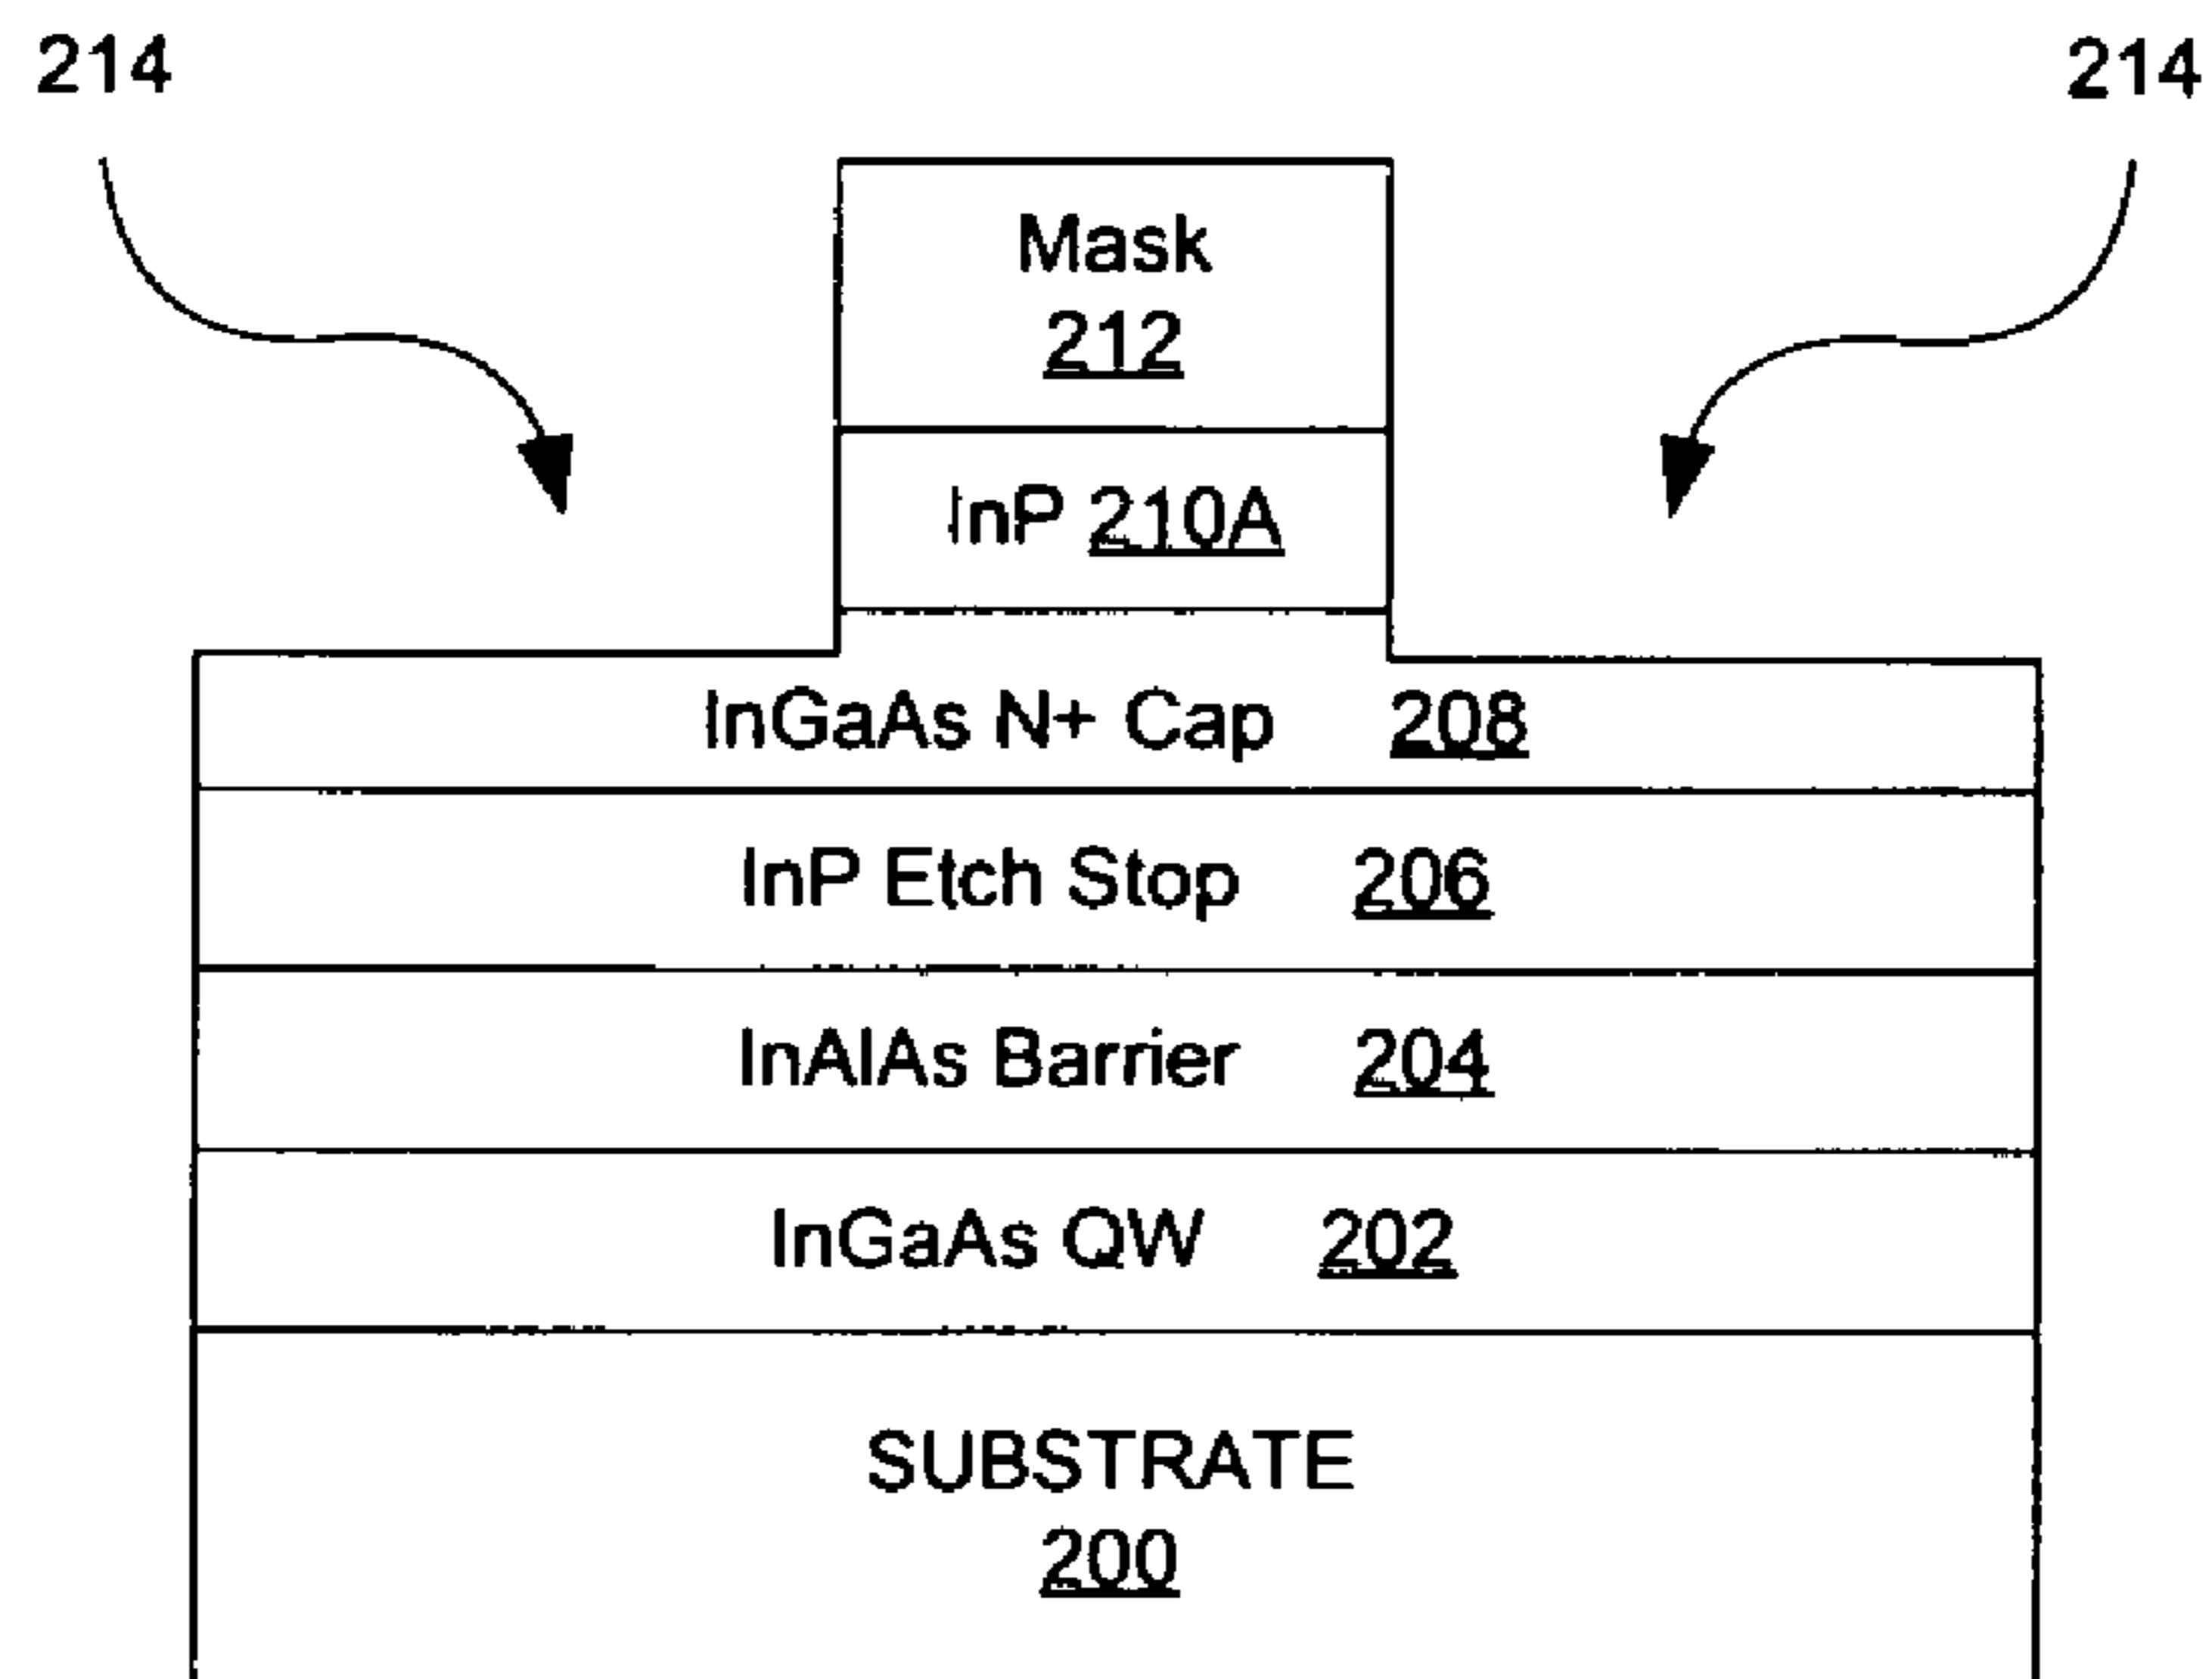 214 214
Mask
212
InP 210A
InGaAs N+ Cap 208
InP Etch Stop 206
InAlAs Barrier 204
InGaAs QW 202
SUBSTRATE
200